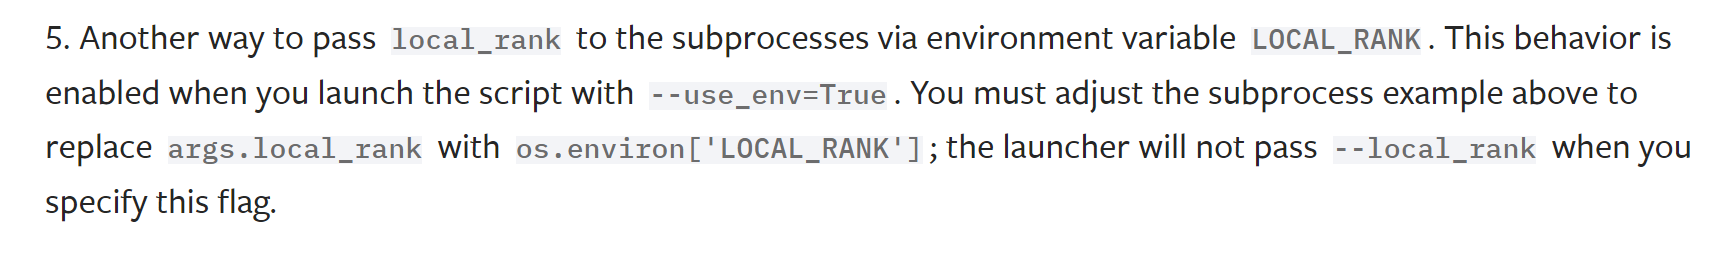 5. Another way to pass local_rank to the subprocesses via environment variable LOCAL_RANK. This behavior is
enabled when you launch the script with --use_env=True. You must adjust the subprocess example above to
replace args.local_rank with os.environ['LOCAL_RANK']; the launcher will not pass --local_rank when you
specify this flag.